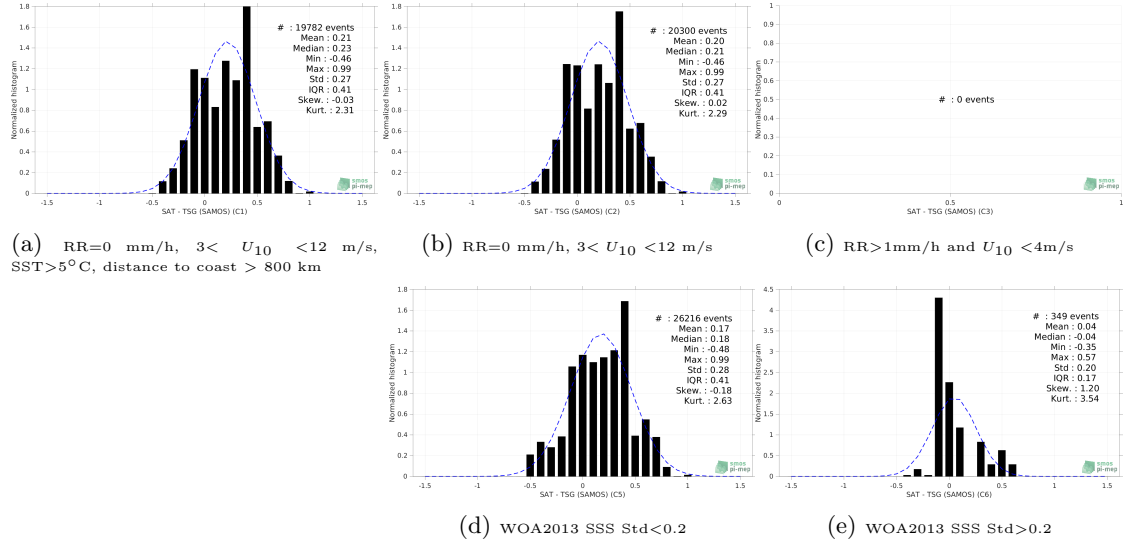 1.8
1.6
1.4
1.2
1
0.8
0.6
0.4
0.2
0
Normalized histogram
# : 19782 events
Mean : 0.21
Median : 0.23
Min : -0.46
Max : 0.99
Std : 0.27
IQR : 0.41
Skew. : -0.03
Kurt. : 2.31
smos
pi-mep
-1.5 -1 -0.5 0 0.5 1 1.5
SAT - TSG (SAMOS) (C1)
(a) RR=0 mm/h, 3< U10 <12 m/s,
SST>5°C, distance to coast > 800 km
1.8
1.6
1.4
1.2
1
0.8
0.6
0.4
0.2
0
Normalized histogram
# : 20300 events
Mean : 0.20
Median : 0.21
Min : -0.46
Max : 0.99
Std : 0.27
IQR : 0.41
Skew. : 0.02
Kurt. : 2.29
smos
pi-mep
-1.5 -1 -0.5 0 0.5 1 1.5
SAT - TSG (SAMOS) (C2)
(b) RR=0 mm/h, 3< U10 <12 m/s
1
0.9
0.8
0.7
0.6
0.5
0.4
0.3
0.2
0.1
0
Normalized histogram
# : 0 events
smos
pi-mep
0 0.5 1
SAT - TSG (SAMOS) (C3)
(c) RR>1mm/h and U10 <4m/s
1.8
1.6
1.4
1.2
1
0.8
0.6
0.4
0.2
0
Normalized histogram
# : 26216 events
Mean : 0.17
Median : 0.18
Min : -0.48
Max : 0.99
Std : 0.28
IQR : 0.41
Skew. : -0.18
Kurt. : 2.63
smos
pi-mep
-1.5 -1 -0.5 0 0.5 1 1.5
SAT - TSG (SAMOS) (C5)
(d) WOA2013 SSS Std<0.2
4.5
4
3.5
3
2.5
2
1.5
1
0.5
0
Normalized histogram
# : 349 events
Mean : 0.04
Median : -0.04
Min : -0.35
Max : 0.57
Std : 0.20
IQR : 0.17
Skew. : 1.20
Kurt. : 3.54
smos
pi-mep
-1.5 -1 -0.5 0 0.5 1 1.5
SAT - TSG (SAMOS) (C6)
(e) WOA2013 SSS Std>0.2